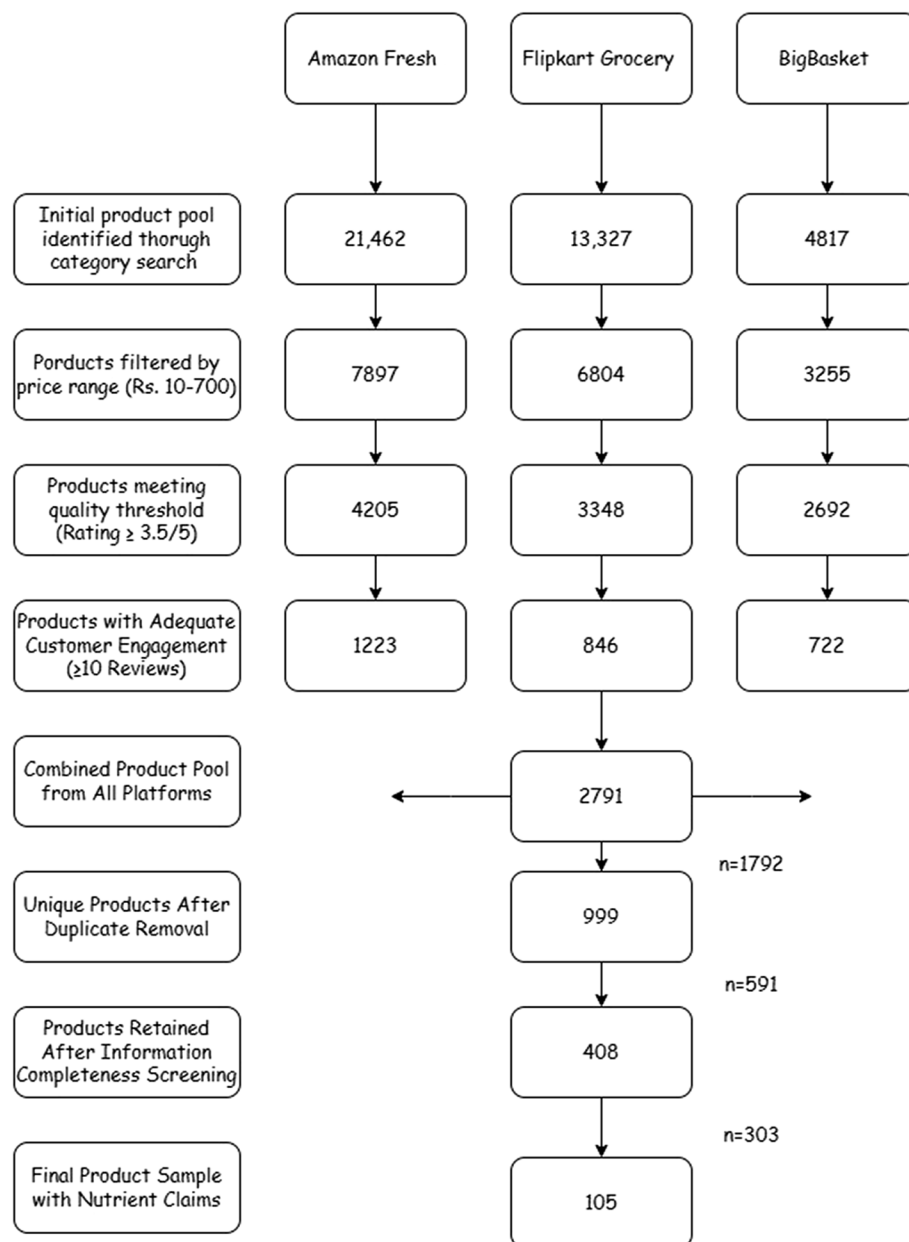 Amazon Fresh
Flipkart Grocery
BigBasket
Initial product pool
identified thorugh
category search
21,462
13,327
4817
Porducts filtered by
price range (Rs. 10-700)
7897
6804
3255
Products meeting
quality threshold
(Rating ≥ 3.5/5)
4205
3348
2692
Products with Adequate
Customer Engagement
(≥10 Reviews)
1223
846
722
Combined Product Pool
from All Platforms
2791
n=1792
Unique Products After
Duplicate Removal
999
n=591
Products Retained
After Information
Completeness Screening
408
n=303
Final Product Sample
with Nutrient Claims
105